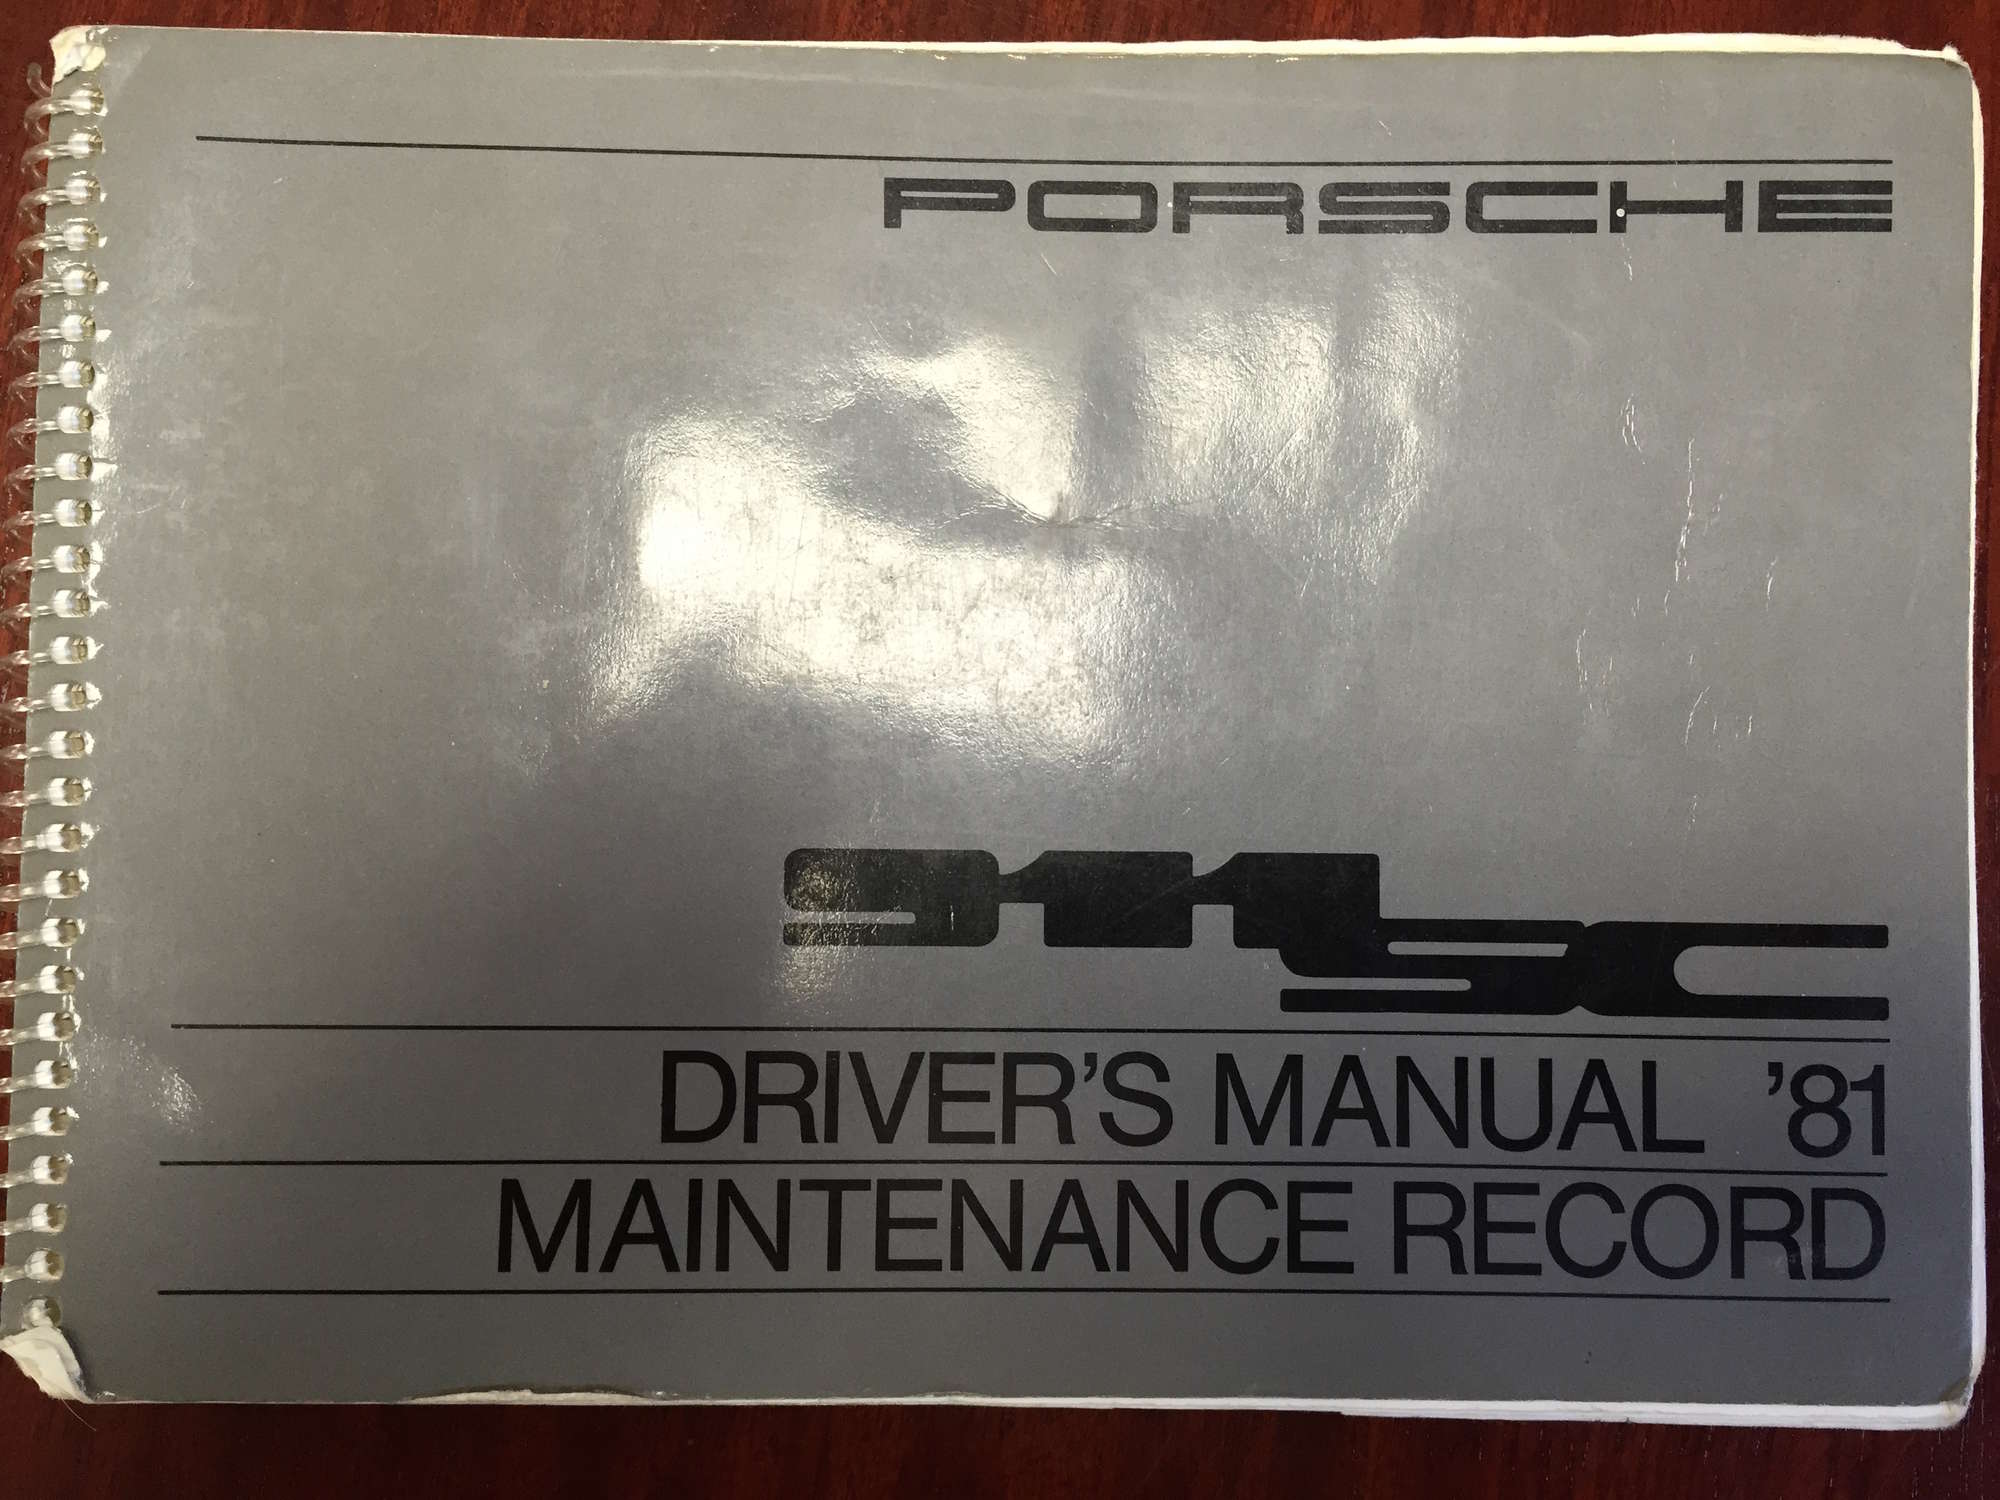 PORSCHE
911SC
DRIVER'S MANUAL '81
MAINTENANCE RECORD